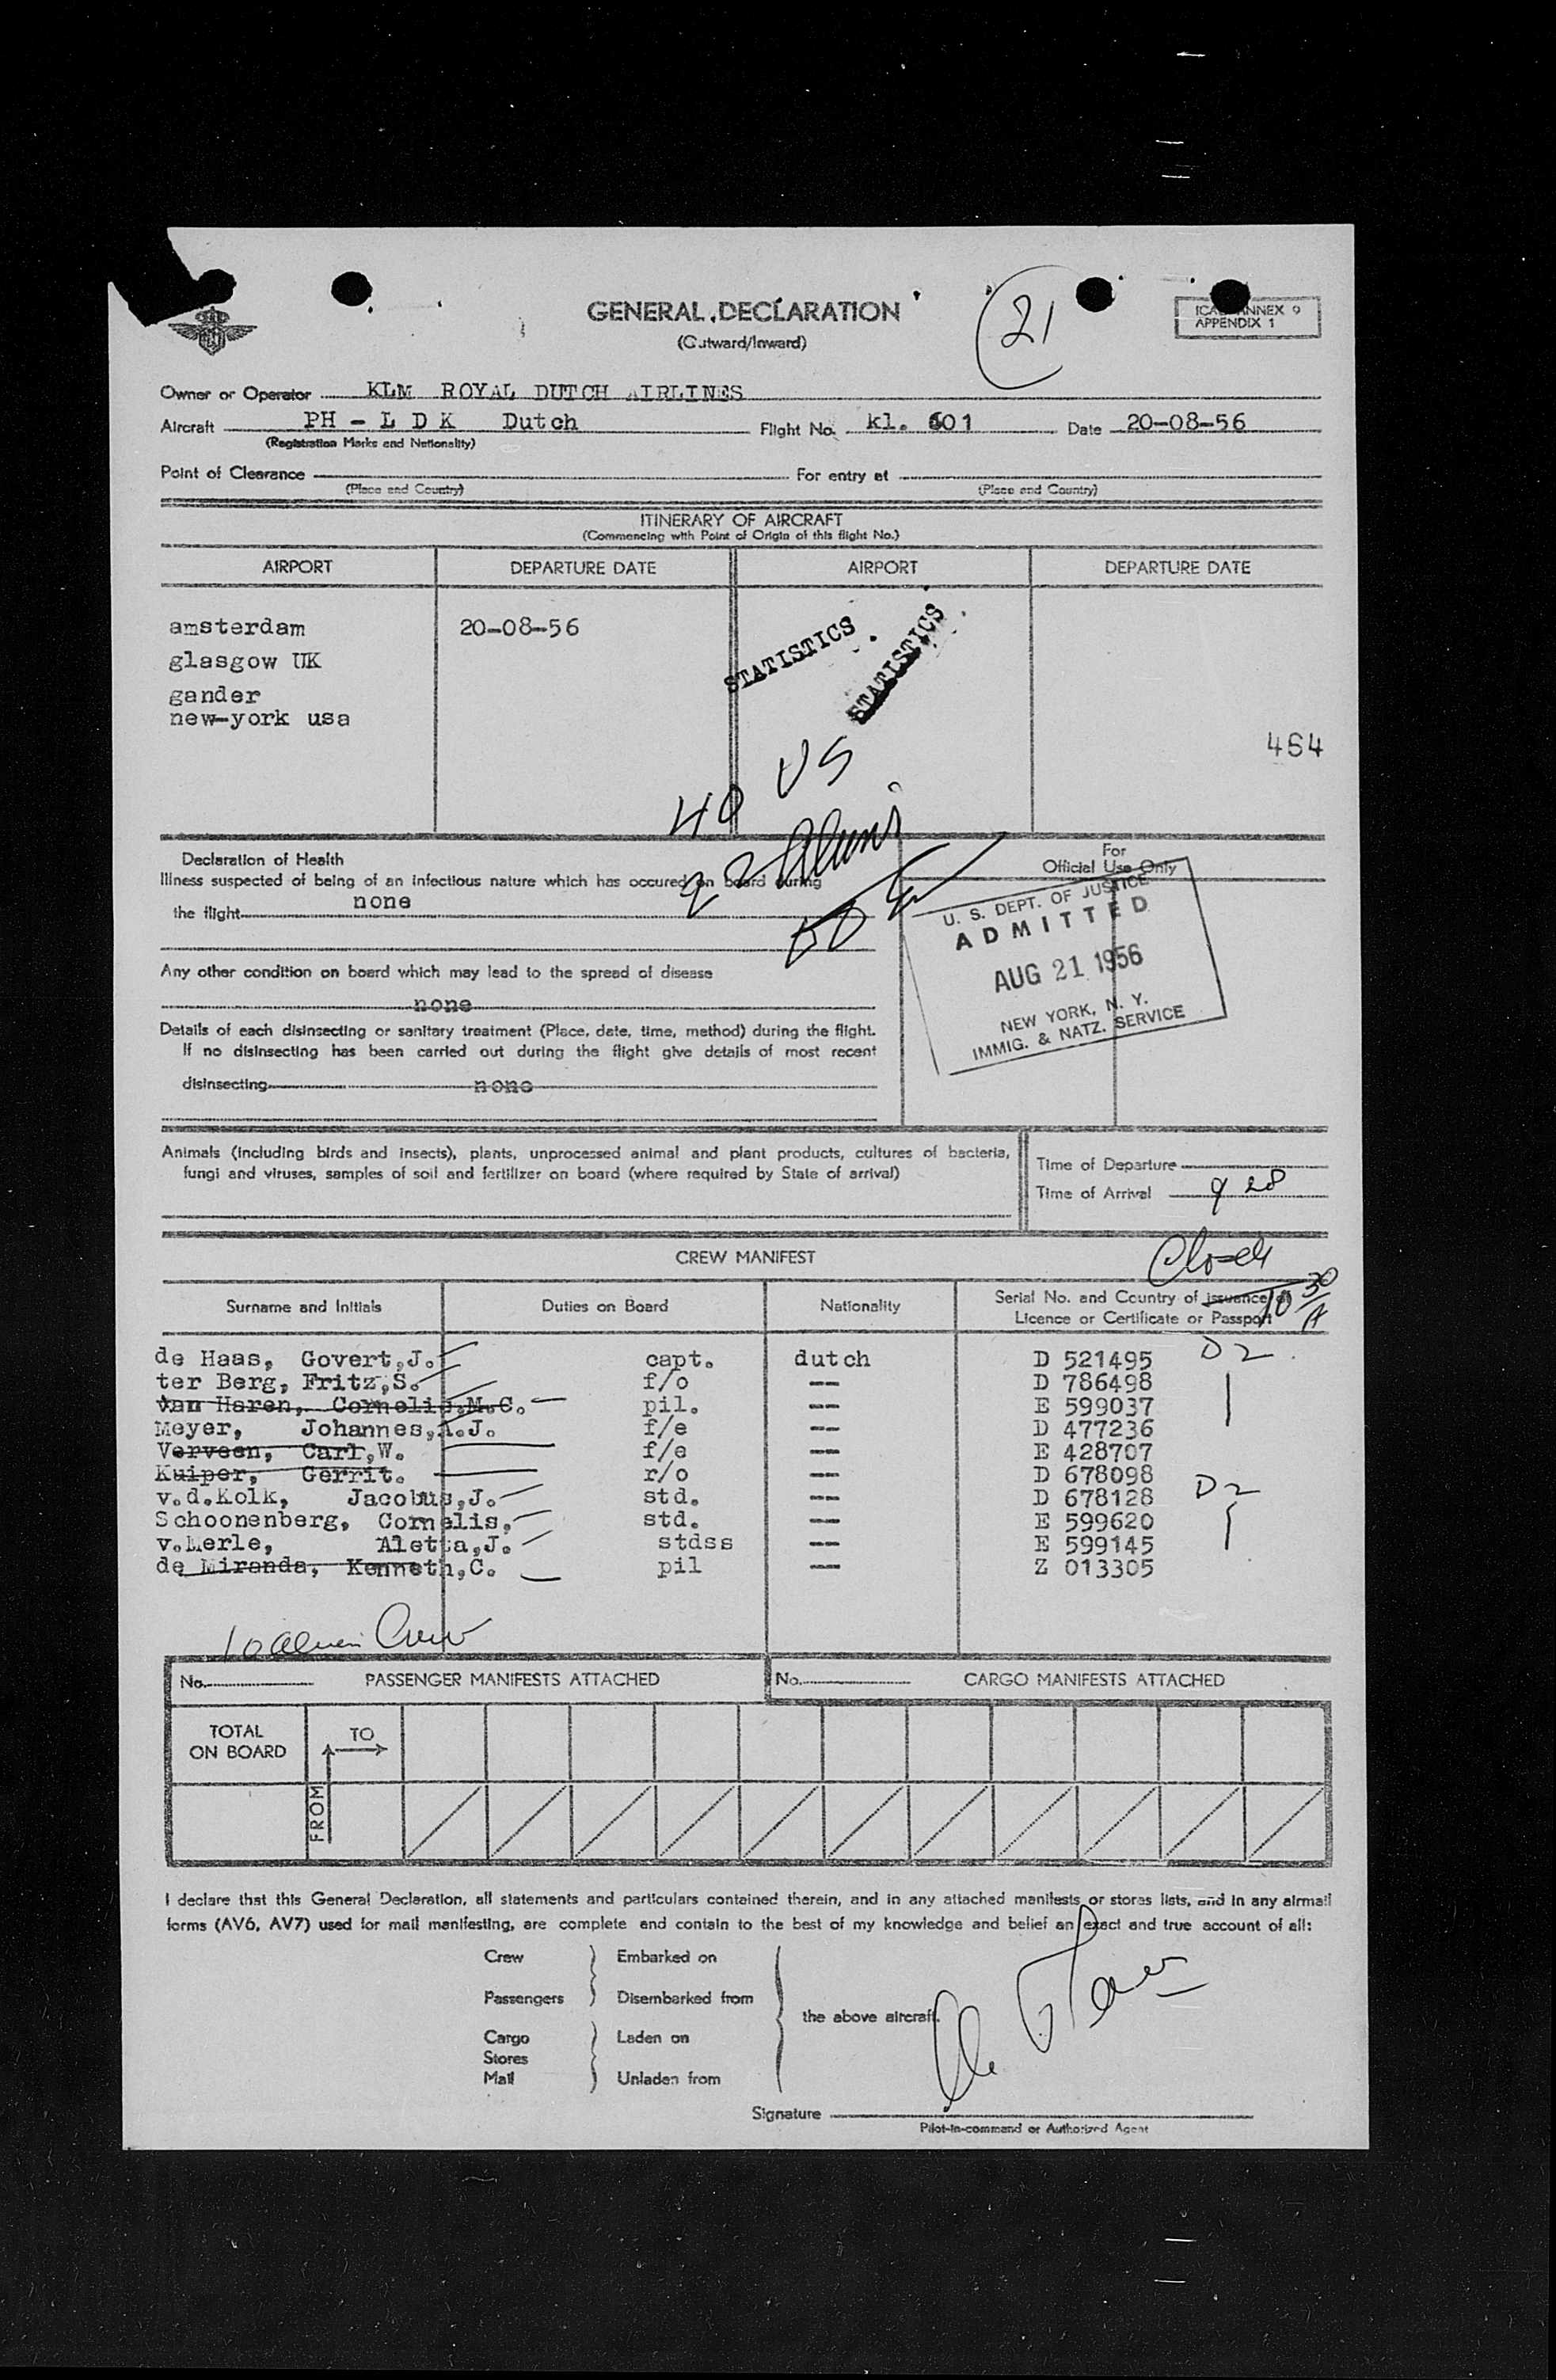 GENERAL DECLARATION
(Outward/Inward)
21
ICAO ANNEX 9
APPENDIX 1
Owner or Operator KLM ROYAL DUTCH AIRLINES
Aircraft PH - L D K Dutch Flight No. kl. 601 Date 20-08-56
(Registration Marks and Nationality)
Point of Clearance For entry at
(Place and Country) (Place and Country)
ITINERARY OF AIRCRAFT
(Commencing with Point of Origin of this flight No.)
AIRPORT DEPARTURE DATE AIRPORT DEPARTURE DATE
amsterdam 20-08-56
glasgow UK
gander
new-york usa
STATISTICS
STATISTICS
464
40 US
22 Aliens
Declaration of Health
Illness suspected of being of an infectious nature which has occured on board during
the flight none
Any other condition on board which may lead to the spread of disease
none
Details of each disinsecting or sanitary treatment (Place, date, time, method) during the flight.
If no disinsecting has been carried out during the flight give details of most recent
disinsecting none
For
Official Use Only
U. S. DEPT. OF JUSTICE
ADMITTED
AUG 21 1956
NEW YORK, N. Y.
IMMIG. & NATZ. SERVICE
Animals (including birds and insects), plants, unprocessed animal and plant products, cultures of bacteria,
fungi and viruses, samples of soil and fertilizer on board (where required by State of arrival)
Time of Departure
Time of Arrival 9 28
CREW MANIFEST
Closed
10 30/A
Surname and Initials Duties on Board Nationality Serial No. and Country of issuance of
Licence or Certificate or Passport
de Haas, Govert,J. capt. dutch D 521495 D2
ter Berg, Fritz,S. f/o -- D 786498
van Haren, Cornelis.M.C. pil. -- E 599037
Meyer, Johannes,A.J. f/e -- D 477236
Verveen, Carl,W. f/e -- E 428707
Kuiper, Gerrit. r/o -- D 678098
v.d.Kolk, Jacobus,J. std. -- D 678128 D2
Schoonenberg, Cornelis, std. -- E 599620
v.Merle, Aletta,J. stdss -- E 599145
de Miranda, Kenneth,C. pil -- Z 013305
10 Alien Crew
No. PASSENGER MANIFESTS ATTACHED No. CARGO MANIFESTS ATTACHED
TOTAL
ON BOARD
TO
FROM
I declare that this General Declaration, all statements and particulars contained therein, and in any attached manifests or stores lists, and in any airmail
forms (AV6, AV7) used for mail manifesting, are complete and contain to the best of my knowledge and belief an exact and true account of all:
Crew Embarked on
Passengers Disembarked from
the above aircraft.
Cargo Laden on
Stores
Mail Unladen from
de Haas
Signature
Pilot-in-command or Authorized Agent